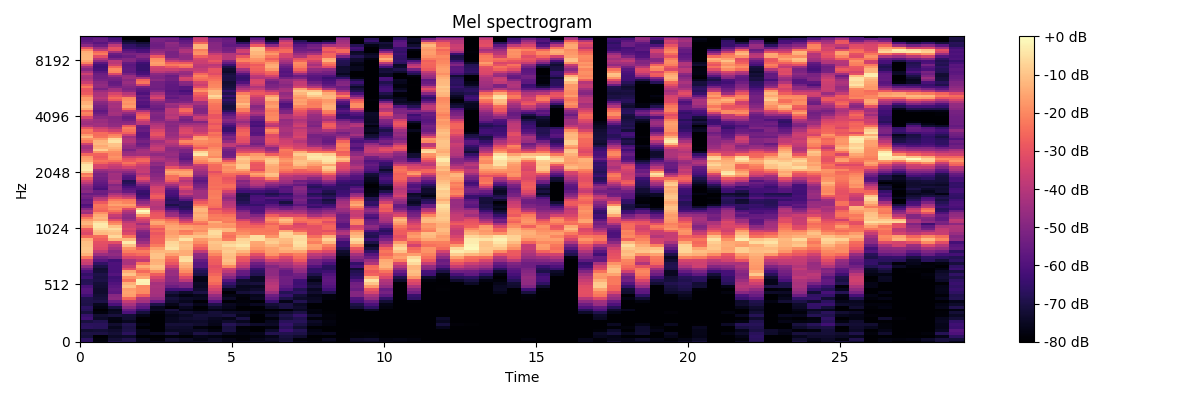 Mel spectrogram
8192
4096
2048
1024
512
0
Hz
0 5 10 15 20 25
Time
+0 dB
-10 dB
-20 dB
-30 dB
-40 dB
-50 dB
-60 dB
-70 dB
-80 dB